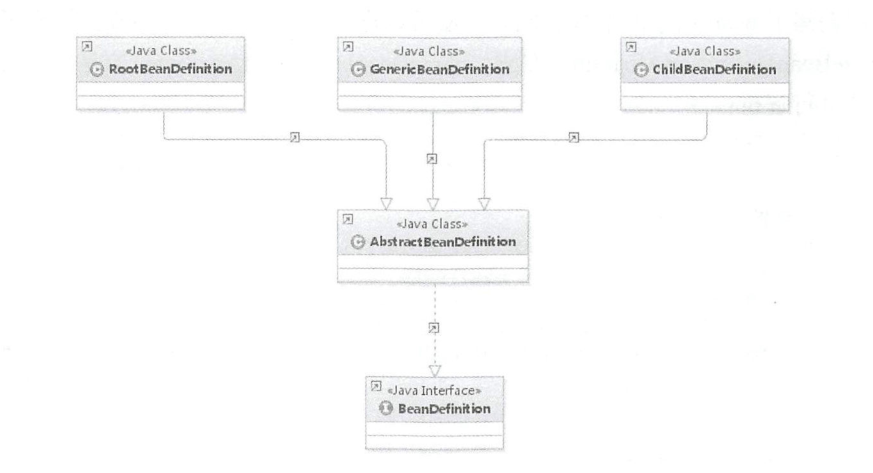 «Java Class»
RootBeanDefinition
«Java Class»
GenericBeanDefinition
«Java Class»
ChildBeanDefinition
«Java Class»
AbstractBeanDefinition
«Java Interface»
BeanDefinition